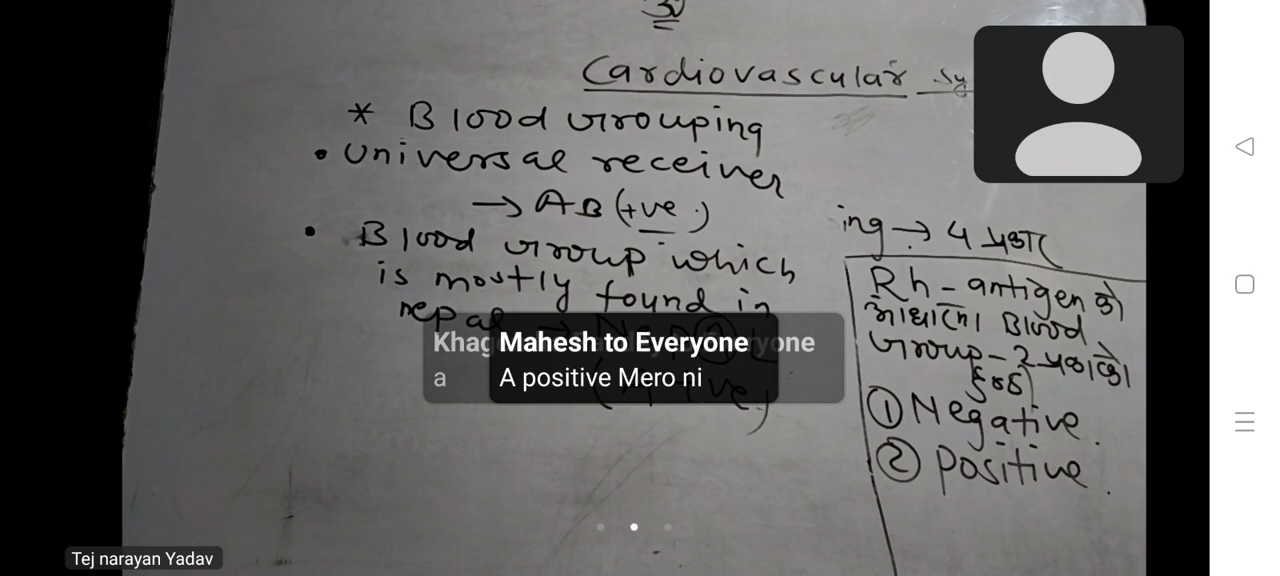 Cardiovascular Sy
* Blood Grouping
• Universal receiver
→ AB (+ve.)
• Blood Group which
is mostly found in
nepal
ing → 4 प्रकार
Rh - antigen को
आधारमा Blood
Group - 2 प्रकारको
हुन्छ
① Negative.
② Positive.
Khag
yone
a
Mahesh to Everyone
A positive Mero ni
Tej narayan Yadav